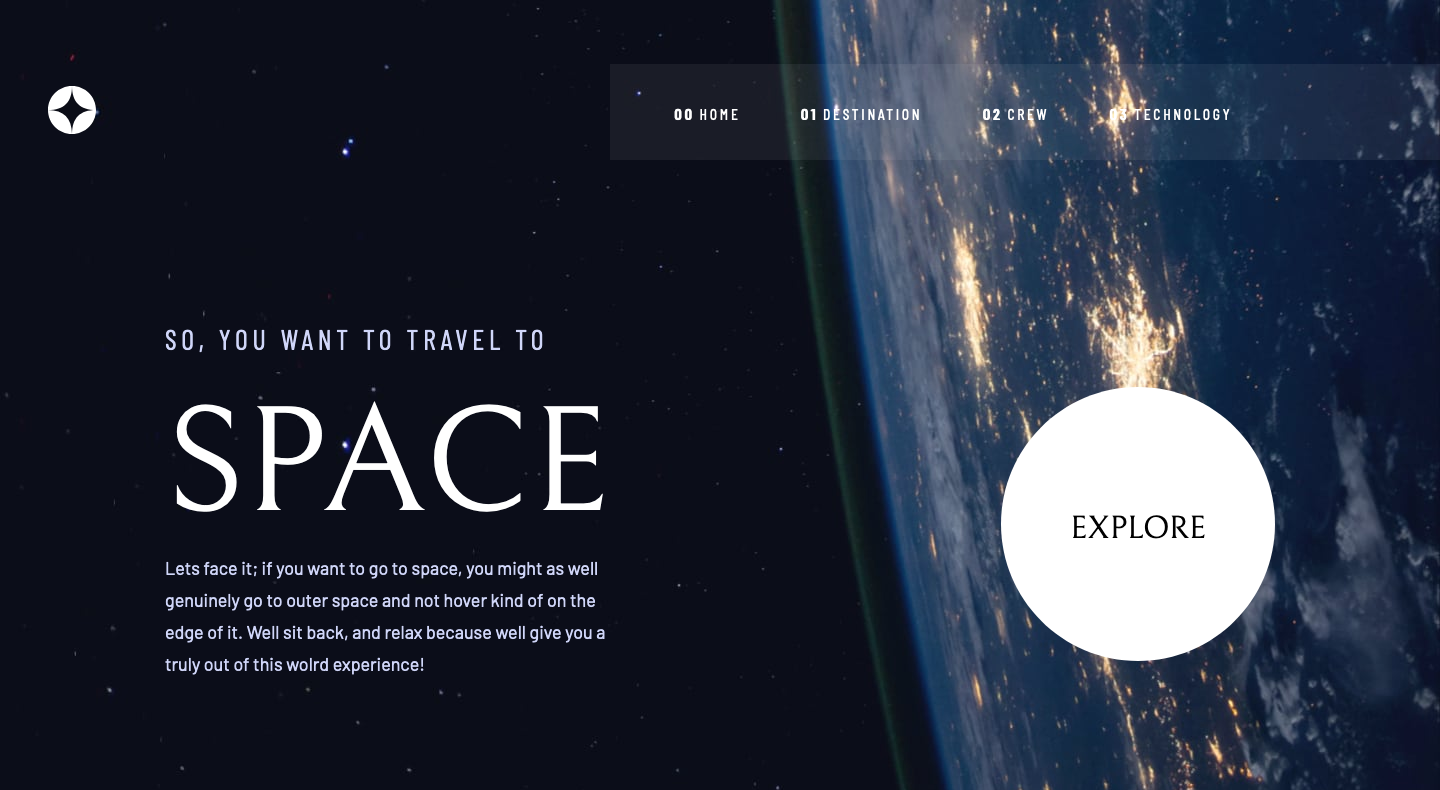 00 HOME 01 DESTINATION 02 CREW 03 TECHNOLOGY
SO, YOU WANT TO TRAVEL TO
SPACE
Lets face it; if you want to go to space, you might as well
genuinely go to outer space and not hover kind of on the
edge of it. Well sit back, and relax because well give you a
truly out of this wolrd experience!
EXPLORE